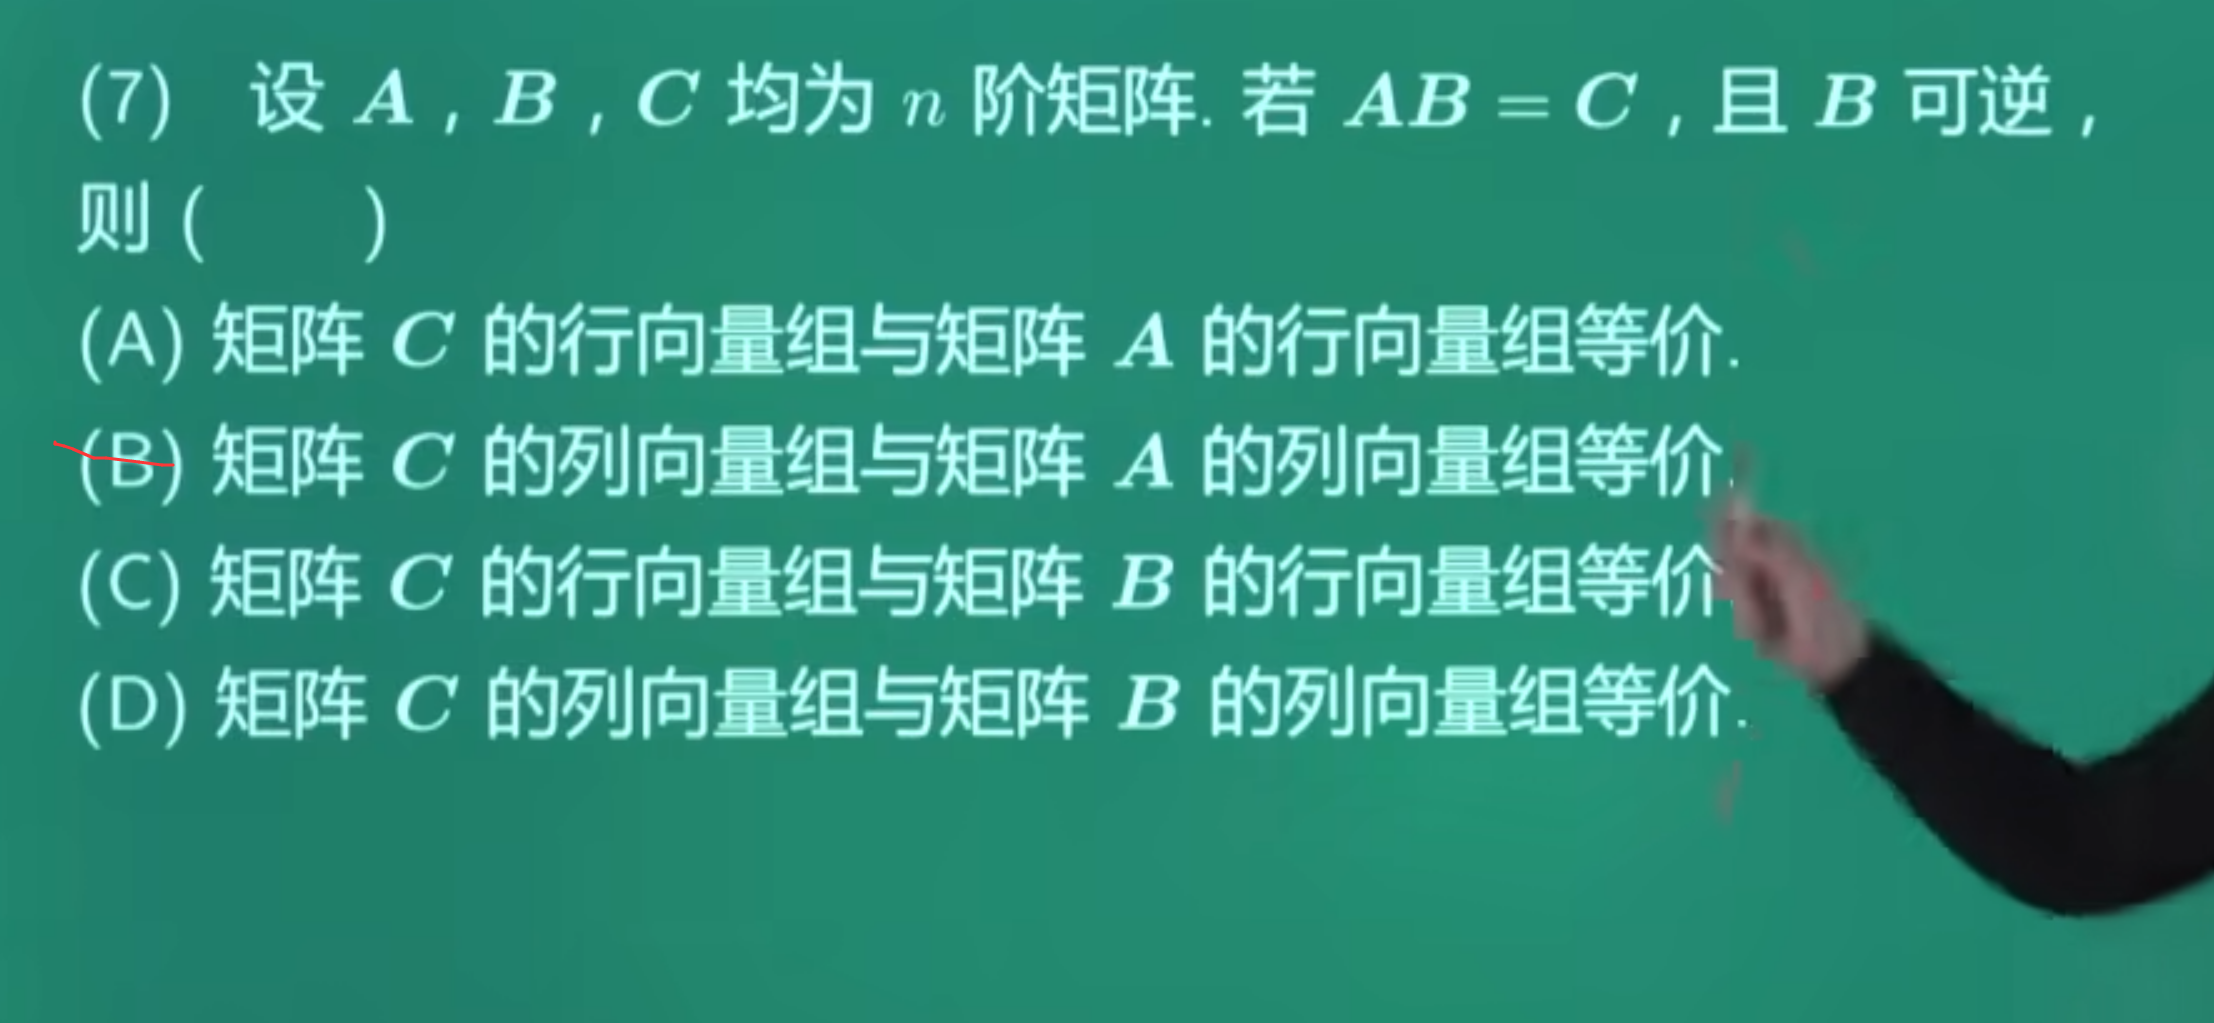 (7) 设 A , B , C 均为 n 阶矩阵. 若 AB = C , 且 B 可逆 ,
则 ( )
(A) 矩阵 C 的行向量组与矩阵 A 的行向量组等价.
(B) 矩阵 C 的列向量组与矩阵 A 的列向量组等价.
(C) 矩阵 C 的行向量组与矩阵 B 的行向量组等价
(D) 矩阵 C 的列向量组与矩阵 B 的列向量组等价.